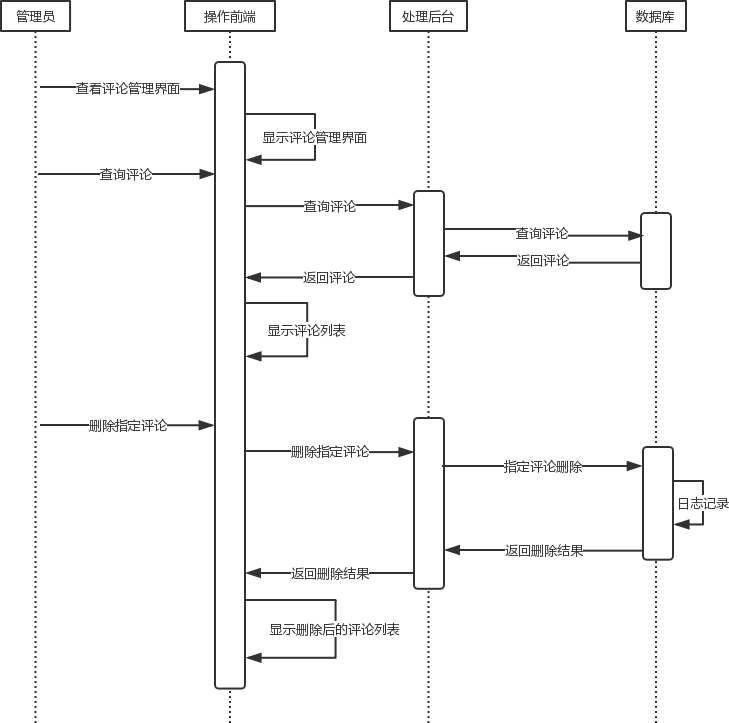 管理员
操作前端
处理后台
数据库
查看评论管理界面
显示评论管理界面
查询评论
查询评论
查询评论
返回评论
返回评论
显示评论列表
删除指定评论
删除指定评论
指定评论删除
日志记录
返回删除结果
返回删除结果
显示删除后的评论列表